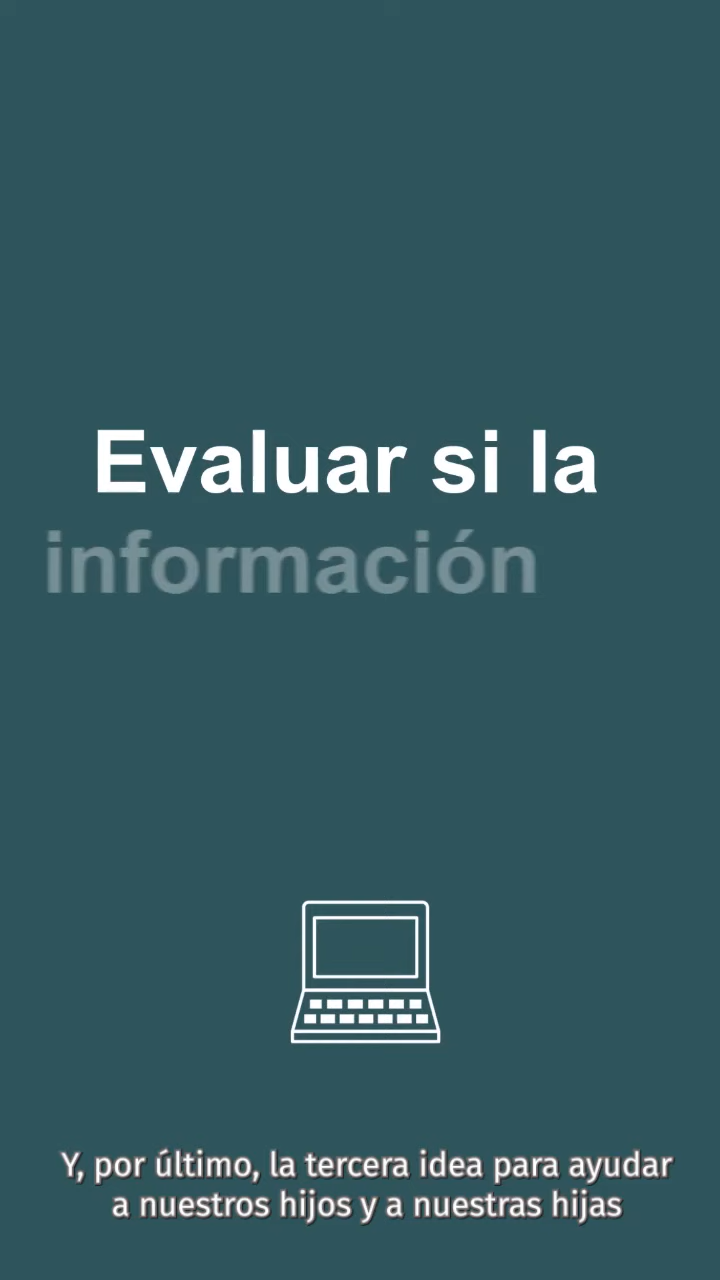 Evaluar si la
información
Y, por último, la tercera idea para ayudar
a nuestros hijos y a nuestras hijas